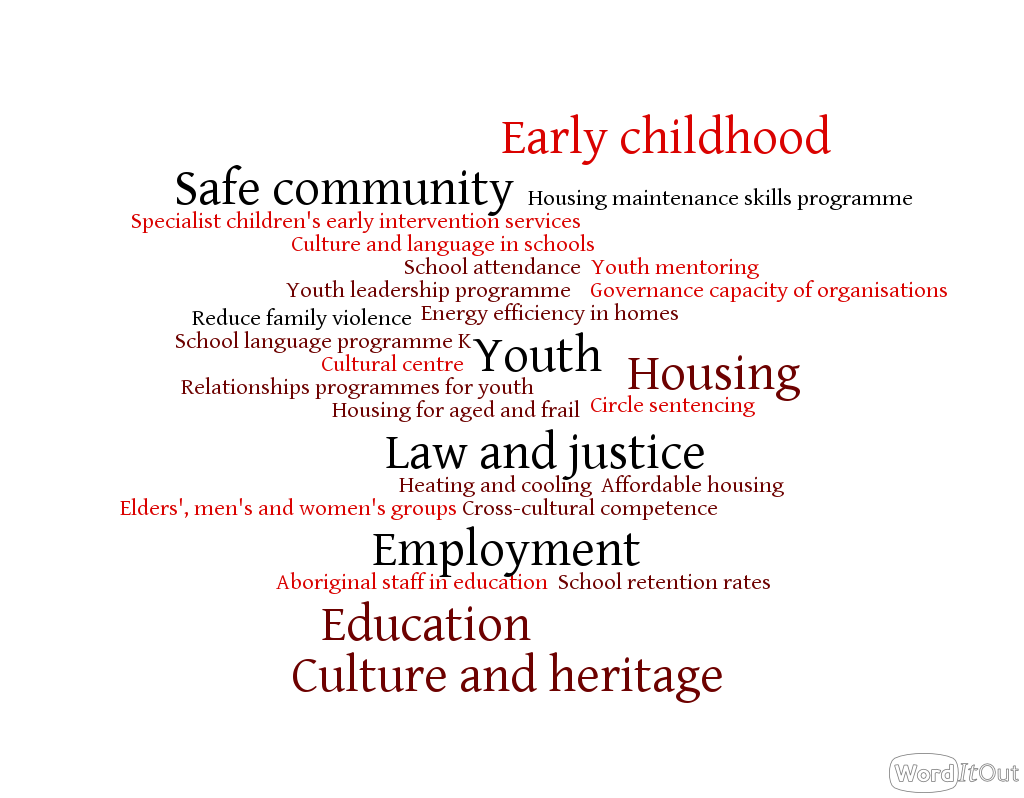 Early childhood
Safe community
Housing maintenance skills programme
Specialist children's early intervention services
Culture and language in schools
School attendance
Youth mentoring
Youth leadership programme
Governance capacity of organisations
Reduce family violence
Energy efficiency in homes
School language programme K
Youth
Cultural centre
Housing
Relationships programmes for youth
Housing for aged and frail
Circle sentencing
Law and justice
Heating and cooling
Affordable housing
Elders', men's and women's groups
Cross-cultural competence
Employment
Aboriginal staff in education
School retention rates
Education
Culture and heritage
WordItOut